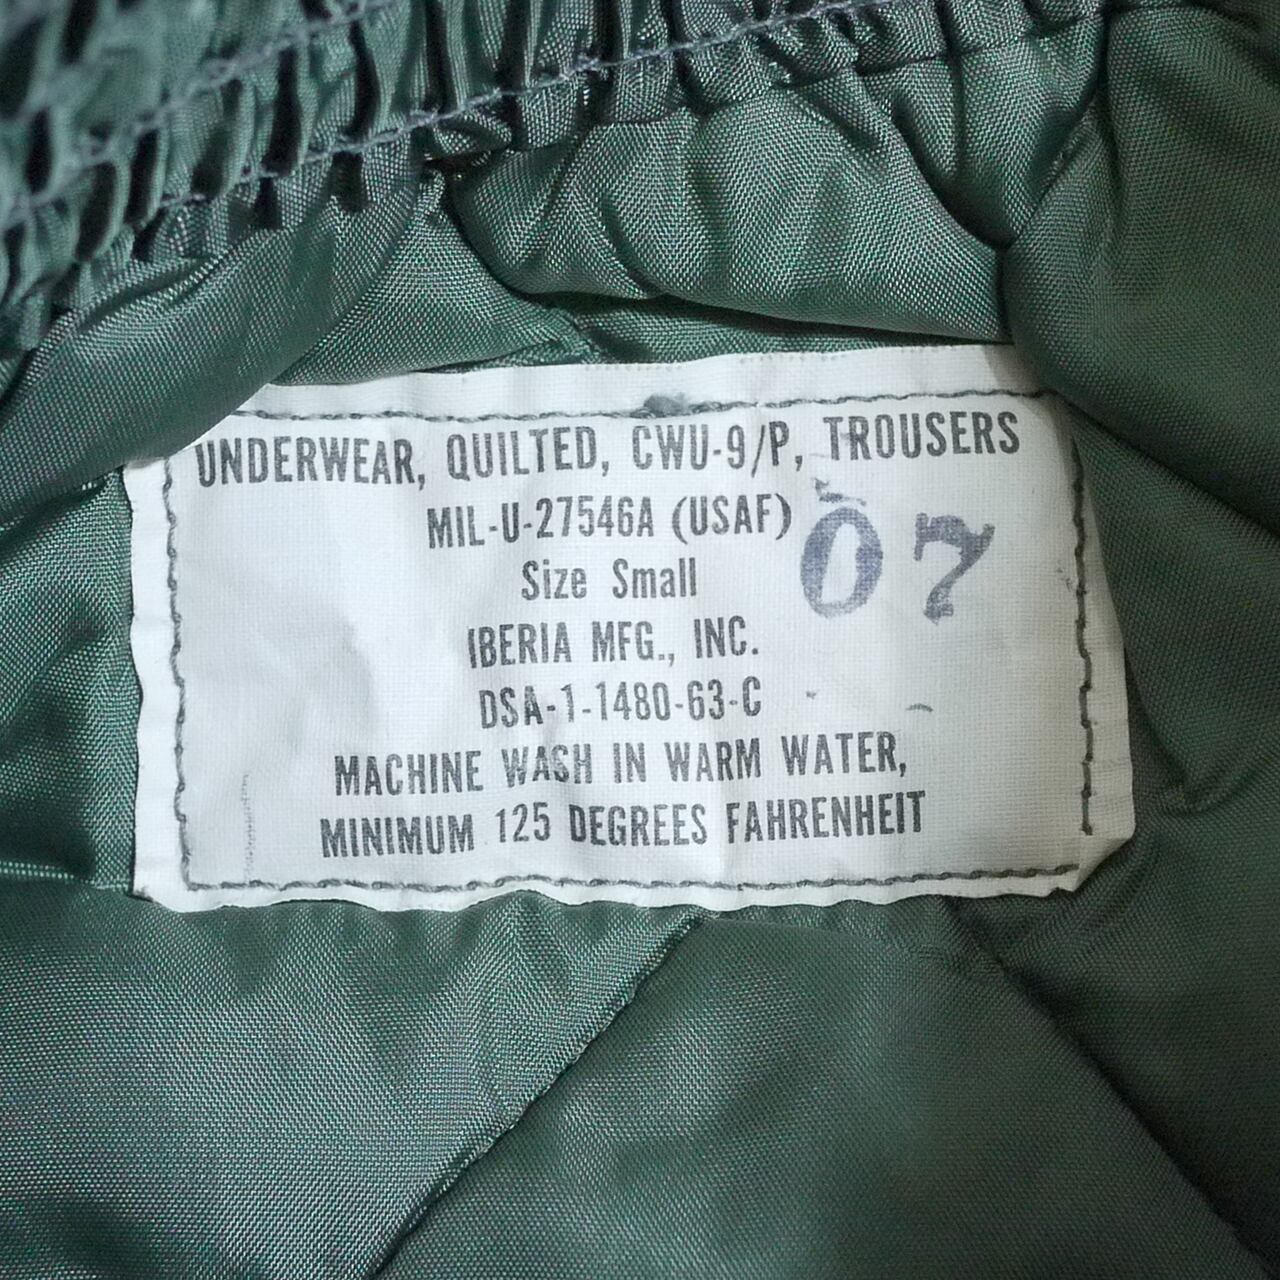 UNDERWEAR, QUILTED, CWU-9/P, TROUSERS
MIL-U-27546A (USAF)
07
Size Small
IBERIA MFG., INC.
DSA-1-1480-63-C
MACHINE WASH IN WARM WATER,
MINIMUM 125 DEGREES FAHRENHEIT